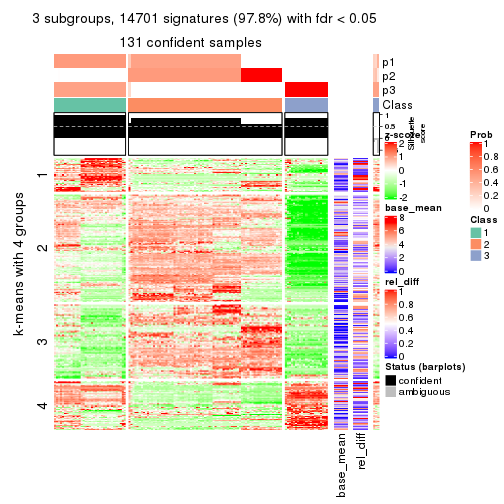 3 subgroups, 14701 signatures (97.8%) with fdr < 0.05
131 confident samples
p1
p2
p3
Class
1
0.5
0
Silhouette
score
k-means with 4 groups
1
2
3
4
z-score
2
1
0
-1
-2
base_mean
8
6
4
2
0
rel_diff
1
0.8
0.6
0.4
0.2
0
Status (barplots)
confident
ambiguous
Prob
1
0.8
0.6
0.4
0.2
0
Class
1
2
3
base_mean
rel_diff